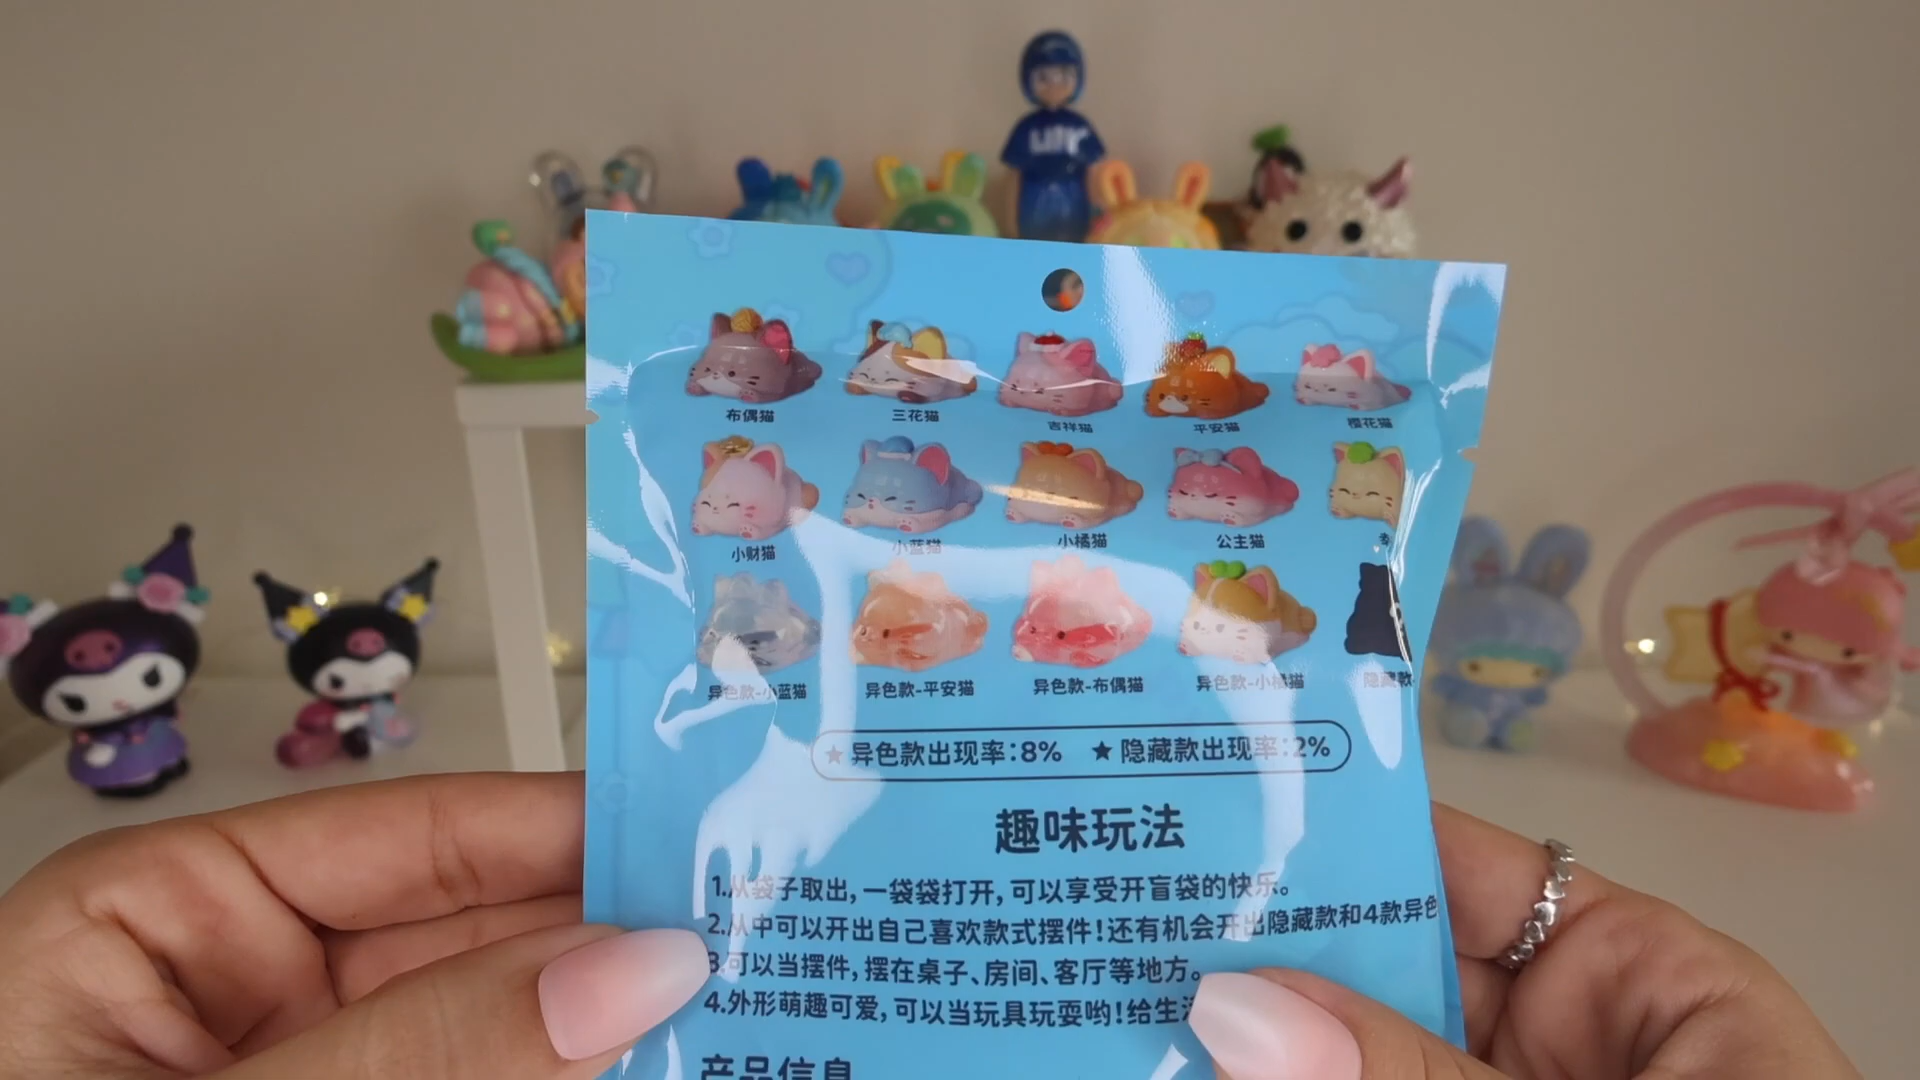 布偶猫 三花猫 吉祥猫 平安猫 樱花猫
小财猫 小蓝猫 小橘猫 公主猫
异色款-小蓝猫 异色款-平安猫 异色款-布偶猫 异色款-小橘猫 隐藏款
★异色款出现率:8% ★隐藏款出现率:2%
趣味玩法
1.从袋子取出,一袋袋打开,可以享受开盲袋的快乐。
2.从中可以开出自己喜欢款式摆件!还有机会开出隐藏款和4款异色
3.可以当摆件,摆在桌子、房间、客厅等地方。
4.外形萌趣可爱,可以当玩具玩耍哟!给生活
产品信息